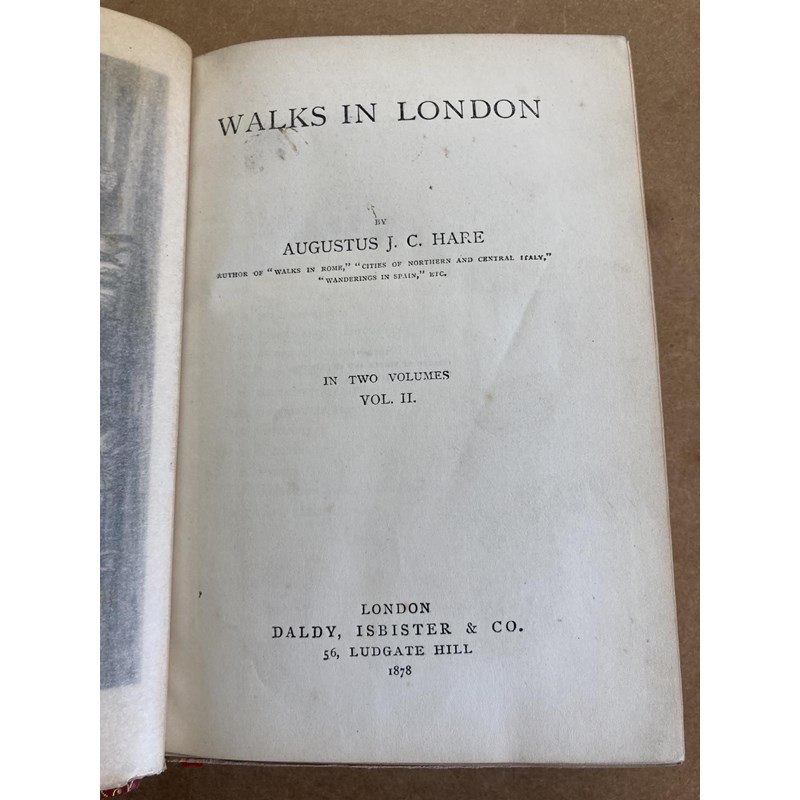 WALKS IN LONDON
BY
AUGUSTUS J. C. HARE
AUTHOR OF "WALKS IN ROME," "CITIES OF NORTHERN AND CENTRAL ITALY,"
"WANDERINGS IN SPAIN," ETC.
IN TWO VOLUMES
VOL. II.
LONDON
DALDY, ISBISTER & CO.
56, LUDGATE HILL
1878